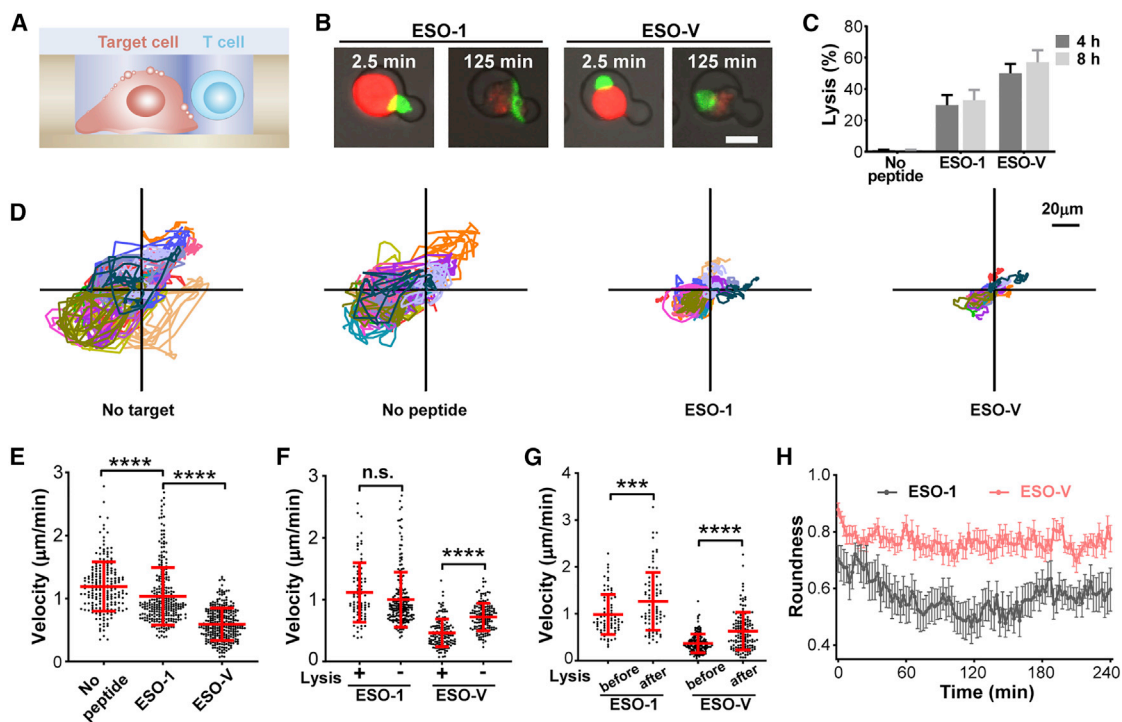 A
Target cell
T cell
B
ESO-1
ESO-V
2.5 min
125 min
2.5 min
125 min
C
Lysis (%)
80
60
40
20
0
4 h
8 h
No peptide
ESO-1
ESO-V
D
20μm
No target
No peptide
ESO-1
ESO-V
E
Velocity (μm/min)
3
2
1
0
****
****
No peptide
ESO-1
ESO-V
F
Velocity (μm/min)
3
2
1
0
n.s.
****
Lysis + - + -
ESO-1
ESO-V
G
Velocity (μm/min)
4
3
2
1
0
***
****
Lysis before after before after
ESO-1
ESO-V
H
Roundness
1.0
0.8
0.6
0.4
ESO-1
ESO-V
0 60 120 180 240
Time (min)